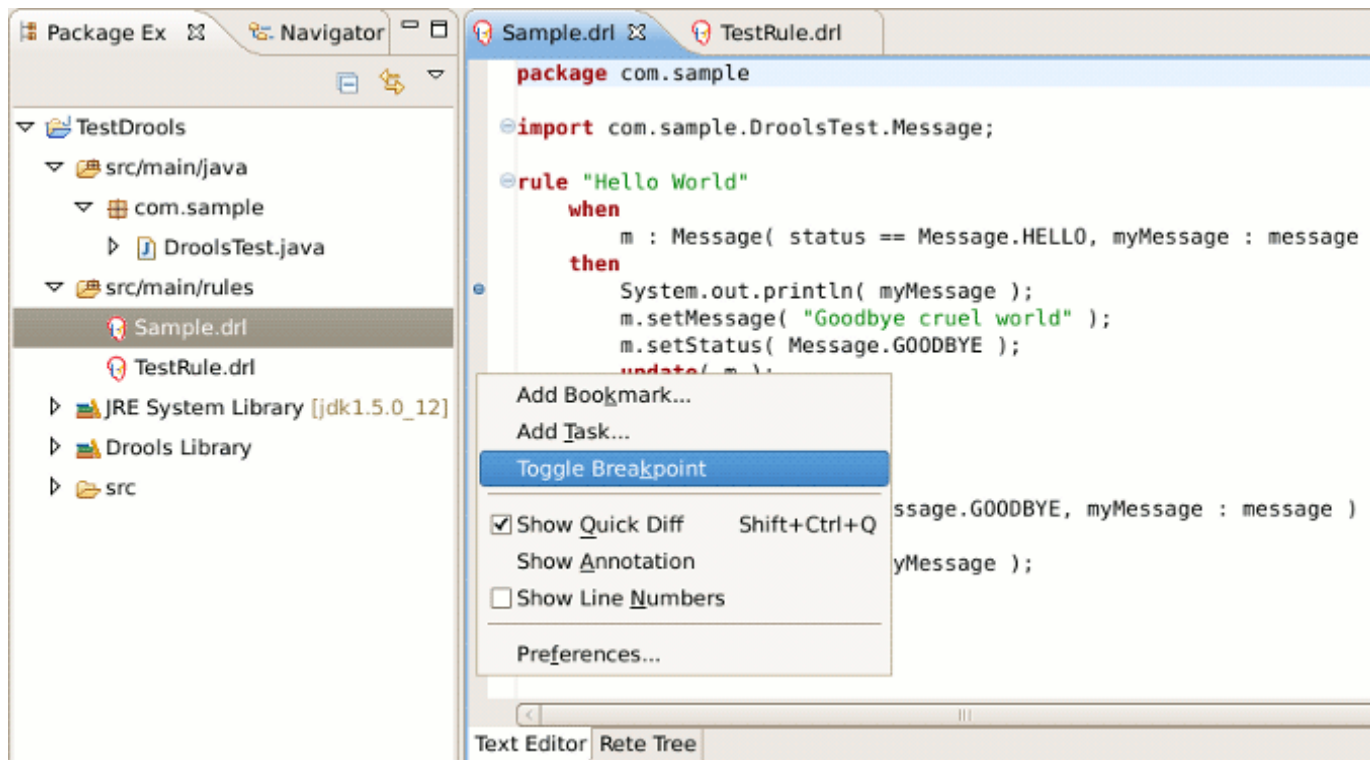 Package Ex
Navigator
TestDrools
src/main/java
com.sample
DroolsTest.java
src/main/rules
Sample.drl
TestRule.drl
JRE System Library [jdk1.5.0_12]
Drools Library
src
Sample.drl
TestRule.drl
package com.sample
import com.sample.DroolsTest.Message;
rule "Hello World"
when
m : Message( status == Message.HELLO, myMessage : message
then
System.out.println( myMessage );
m.setMessage( "Goodbye cruel world" );
m.setStatus( Message.GOODBYE );
update( m );
ssage.GOODBYE, myMessage : message )
yMessage );
Add Bookmark...
Add Task...
Toggle Breakpoint
Show Quick Diff Shift+Ctrl+Q
Show Annotation
Show Line Numbers
Preferences...
Text Editor
Rete Tree